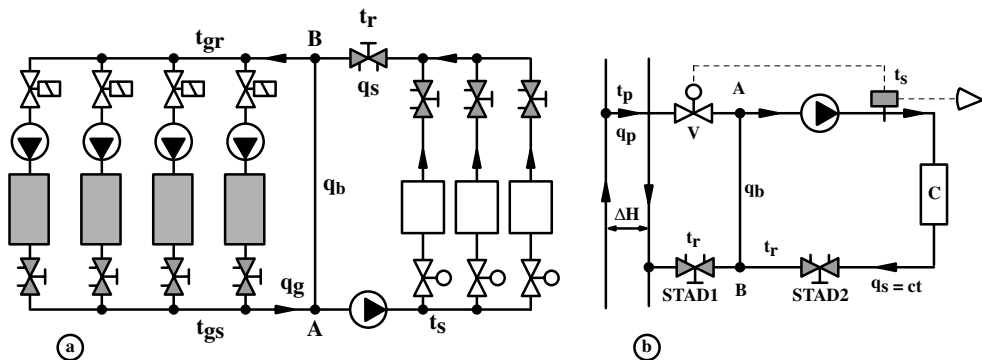 t_r
t_gr
B
q_s
q_b
q_g
t_gs
A
t_s
a
t_s
t_p
A
q_p
V
q_b
C
ΔH
t_r
t_r
STAD1
B
STAD2
q_s = ct
b